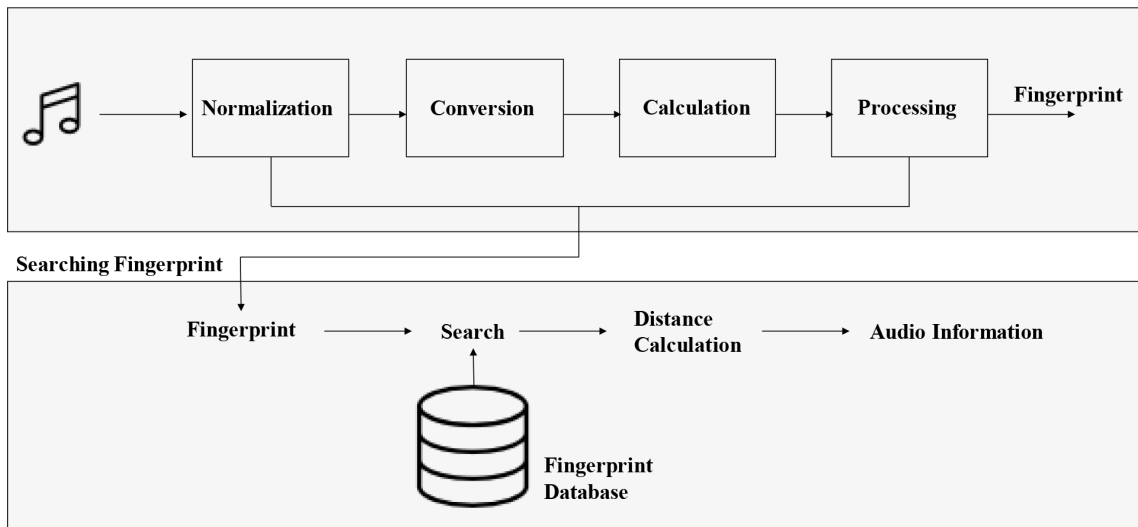 Normalization
Conversion
Calculation
Processing
Fingerprint
Searching Fingerprint
Fingerprint
Search
Distance
Calculation
Audio Information
Fingerprint
Database